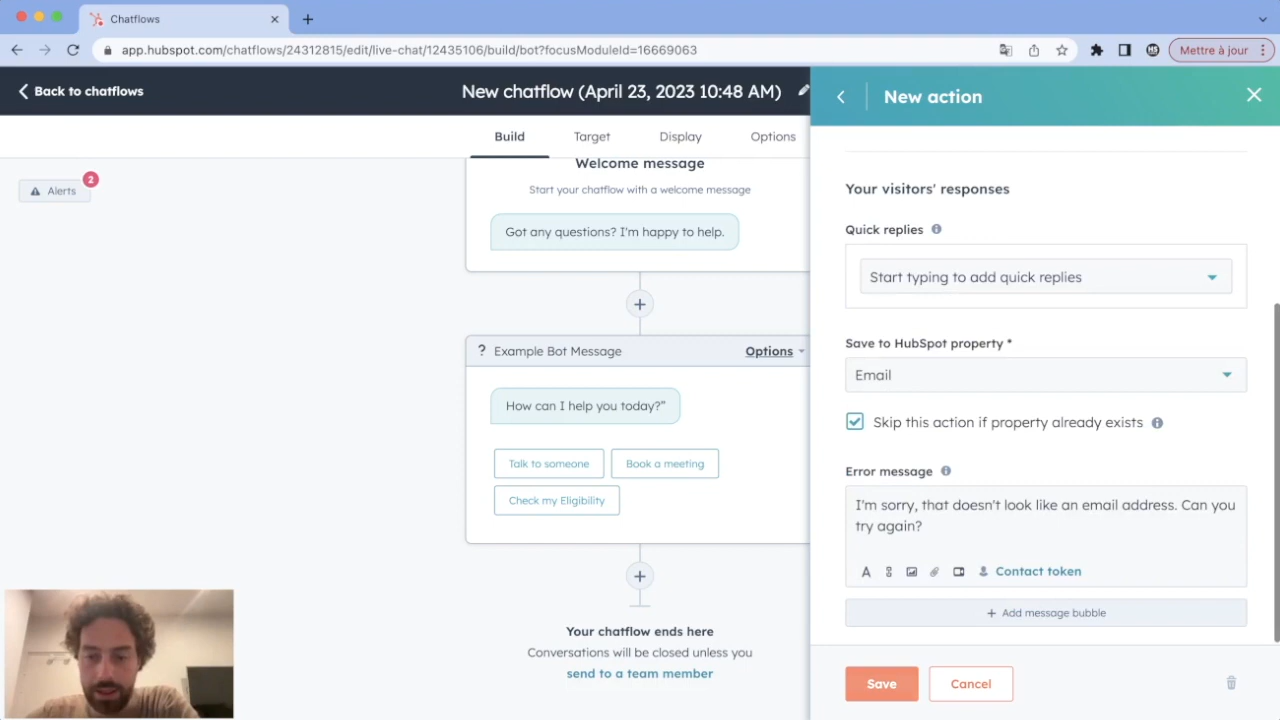 Chatflows
app.hubspot.com/chatflows/24312815/edit/live-chat/12435106/build/bot?focusModuleId=16669063
Mettre à jour
Back to chatflows
New chatflow (April 23, 2023 10:48 AM)
Build
Target
Display
Options
Alerts
2
Welcome message
Start your chatflow with a welcome message
Got any questions? I'm happy to help.
? Example Bot Message
Options
How can I help you today?”
Talk to someone
Book a meeting
Check my Eligibility
Your chatflow ends here
Conversations will be closed unless you
send to a team member
New action
Your visitors' responses
Quick replies
Start typing to add quick replies
Save to HubSpot property *
Email
Skip this action if property already exists
Error message
I'm sorry, that doesn't look like an email address. Can you
try again?
A
Contact token
+ Add message bubble
Save
Cancel